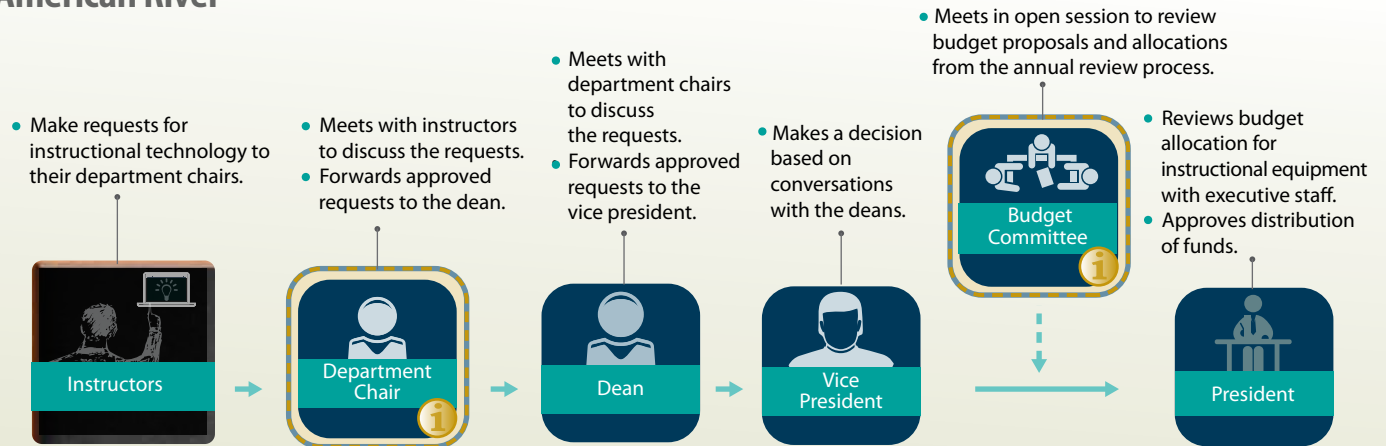 American River
• Make requests for
instructional technology to
their department chairs.
Instructors
• Meets with instructors
to discuss the requests.
• Forwards approved
requests to the dean.
Department
Chair
i
• Meets with
department chairs
to discuss
the requests.
• Forwards approved
requests to the
vice president.
Dean
• Makes a decision
based on
conversations
with the deans.
Vice
President
• Meets in open session to review
budget proposals and allocations
from the annual review process.
Budget
Committee
i
• Reviews budget
allocation for
instructional equipment
with executive staff.
• Approves distribution
of funds.
President